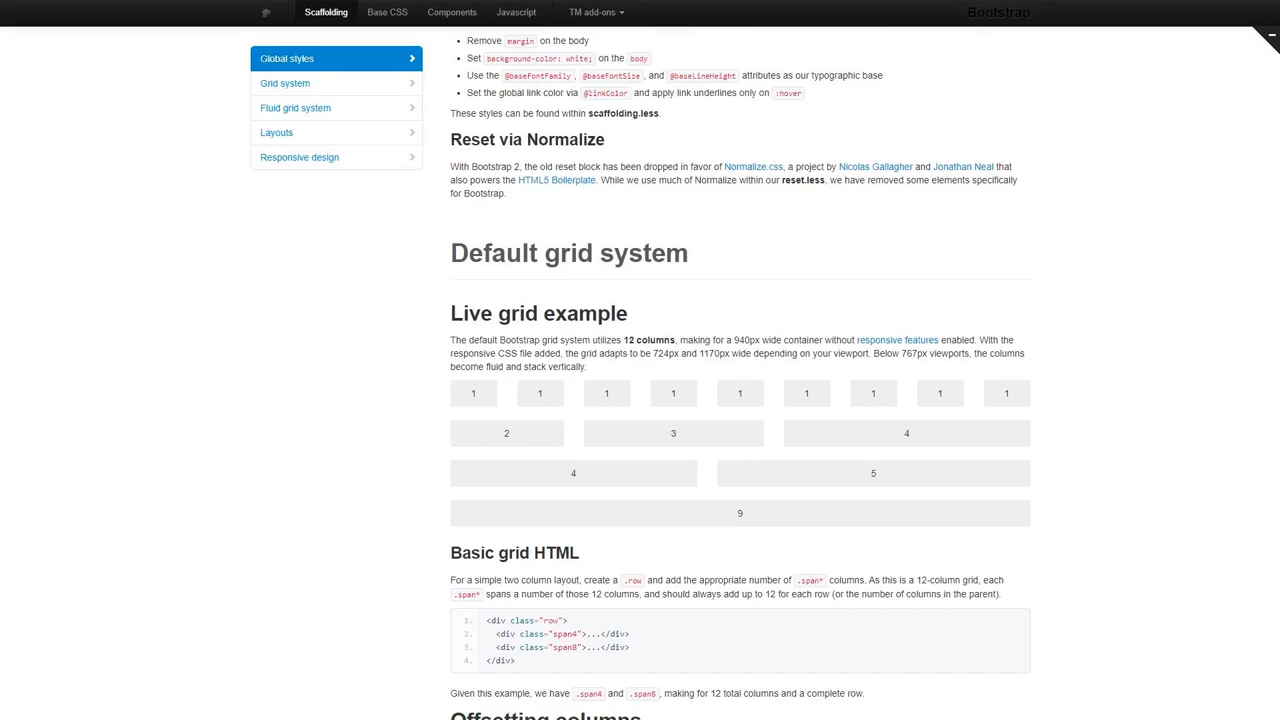 Scaffolding Base CSS Components Javascript TM add-ons Bootstrap
Global styles
Grid system
Fluid grid system
Layouts
Responsive design
Remove margin on the body
Set background-color: white; on the body
Use the @baseFontFamily, @baseFontSize, and @baseLineHeight attributes as our typographic base
Set the global link color via @linkColor and apply link underlines only on :hover
These styles can be found within scaffolding.less.
Reset via Normalize
With Bootstrap 2, the old reset block has been dropped in favor of Normalize.css, a project by Nicolas Gallagher and Jonathan Neal that
also powers the HTML5 Boilerplate. While we use much of Normalize within our reset.less, we have removed some elements specifically
for Bootstrap.
Default grid system
Live grid example
The default Bootstrap grid system utilizes 12 columns, making for a 940px wide container without responsive features enabled. With the
responsive CSS file added, the grid adapts to be 724px and 1170px wide depending on your viewport. Below 767px viewports, the columns
become fluid and stack vertically.
1 1 1 1 1 1 1 1 1
2 3 4
4 5
9
Basic grid HTML
For a simple two column layout, create a .row and add the appropriate number of .span* columns. As this is a 12-column grid, each
.span* spans a number of those 12 columns, and should always add up to 12 for each row (or the number of columns in the parent).
1. <div class="row">
2. <div class="span4">...</div>
3. <div class="span8">...</div>
4. </div>
Given this example, we have .span4 and .span8, making for 12 total columns and a complete row.
Offsetting columns